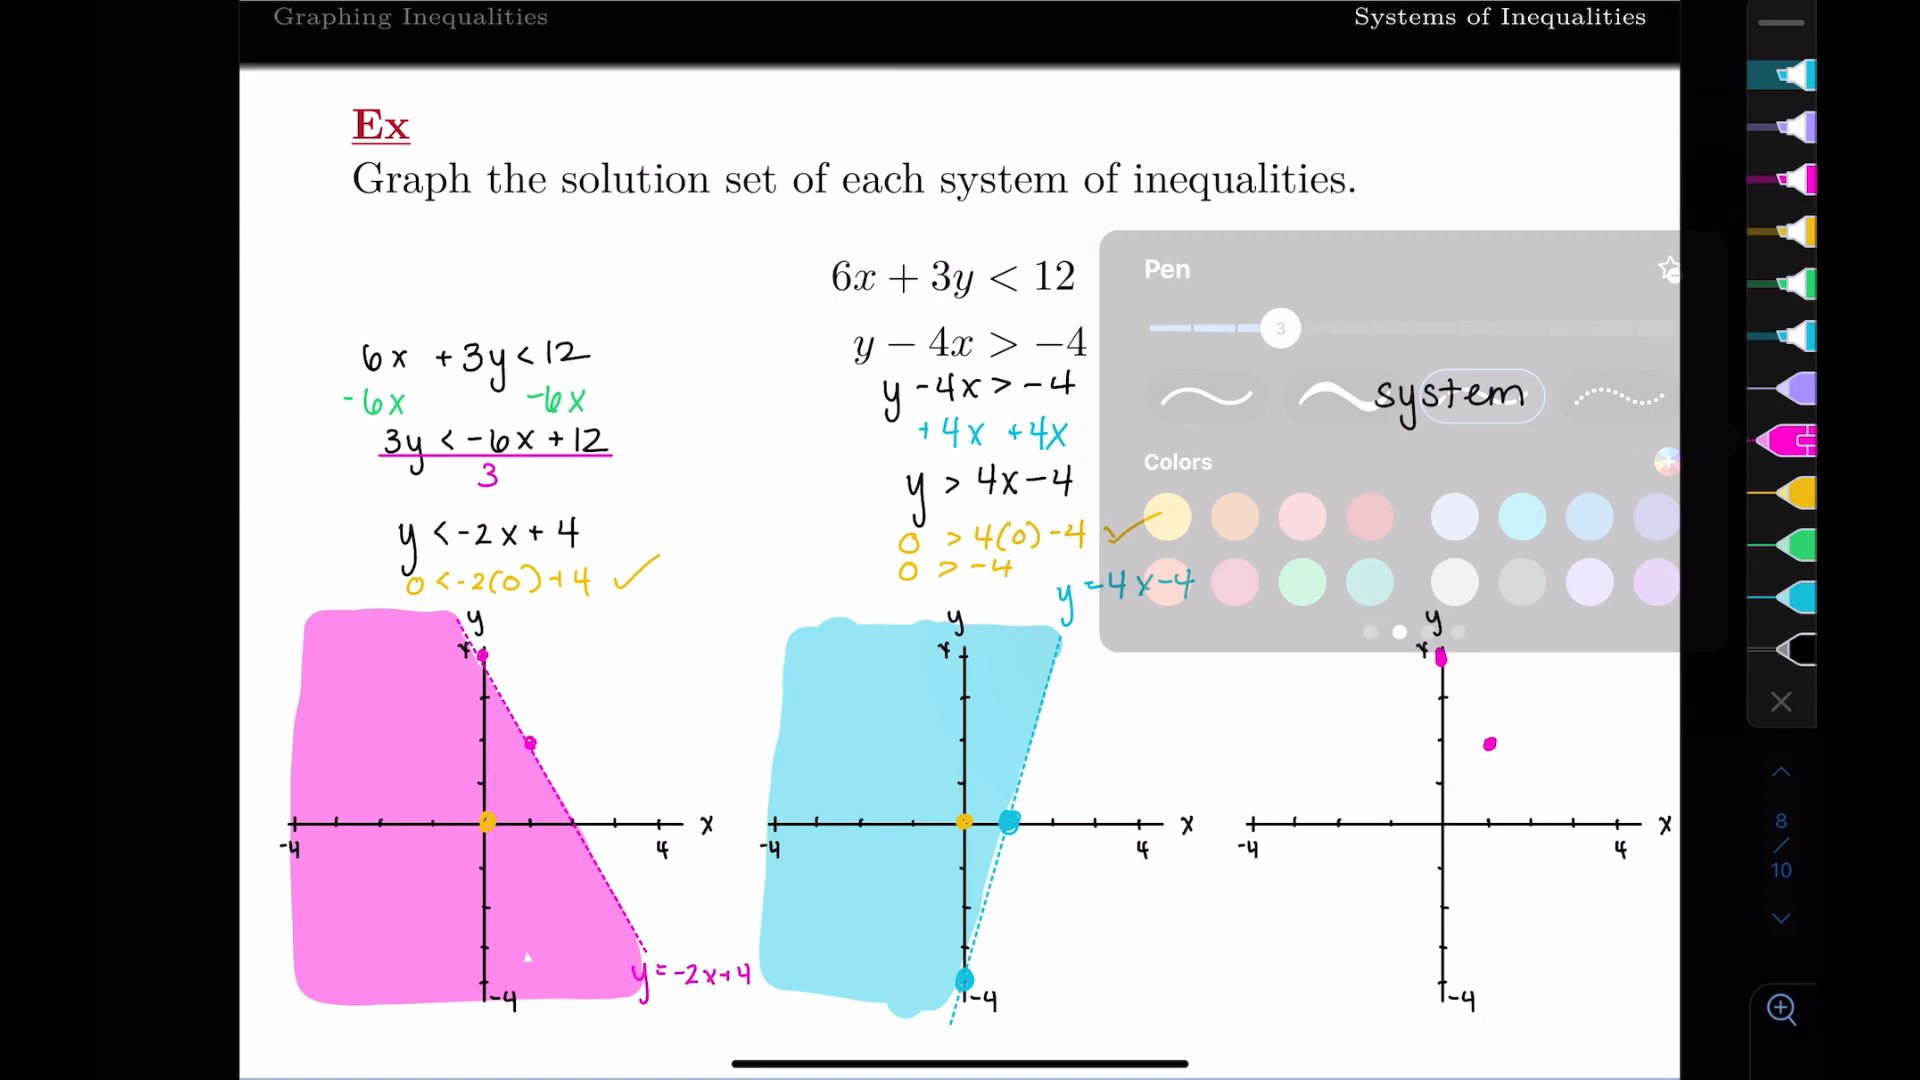 Graphing Inequalities
Systems of Inequalities
Ex
Graph the solution set of each system of inequalities.
6x + 3y < 12
y − 4x > −4
6x + 3y < 12
-6x -6x
3y < -6x + 12
3
y < -2x + 4
0 < -2(0) + 4 ✓
y - 4x > -4
+4x +4x
y > 4x - 4
0 > 4(0) - 4 ✓
0 > -4
y = 4x - 4
Pen
3
system
Colors
y
x
-4
4
-4
y = -2x + 4
y
x
-4
4
-4
y
x
-4
4
-4
8
/
10